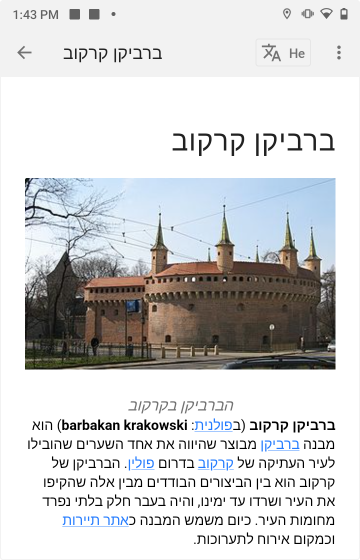 1:43 PM
ברביקן קרקוב
He
ברביקן קרקוב
הברביקן בקרקוב
ברביקן קרקוב (בפולנית: barbakan krakowski) הוא
מבנה ברביקן מבוצר שהיווה את אחד השערים שהובילו
לעיר העתיקה של קרקוב בדרום פולין. הברביקן של
קרקוב הוא בין הביצורים הבודדים מבין אלה שהקיפו
את העיר ושרדו עד ימינו, והיה בעבר חלק בלתי נפרד
מחומות העיר. כיום משמש המבנה כאתר תיירות
וכמקום אירוח לתערוכות.